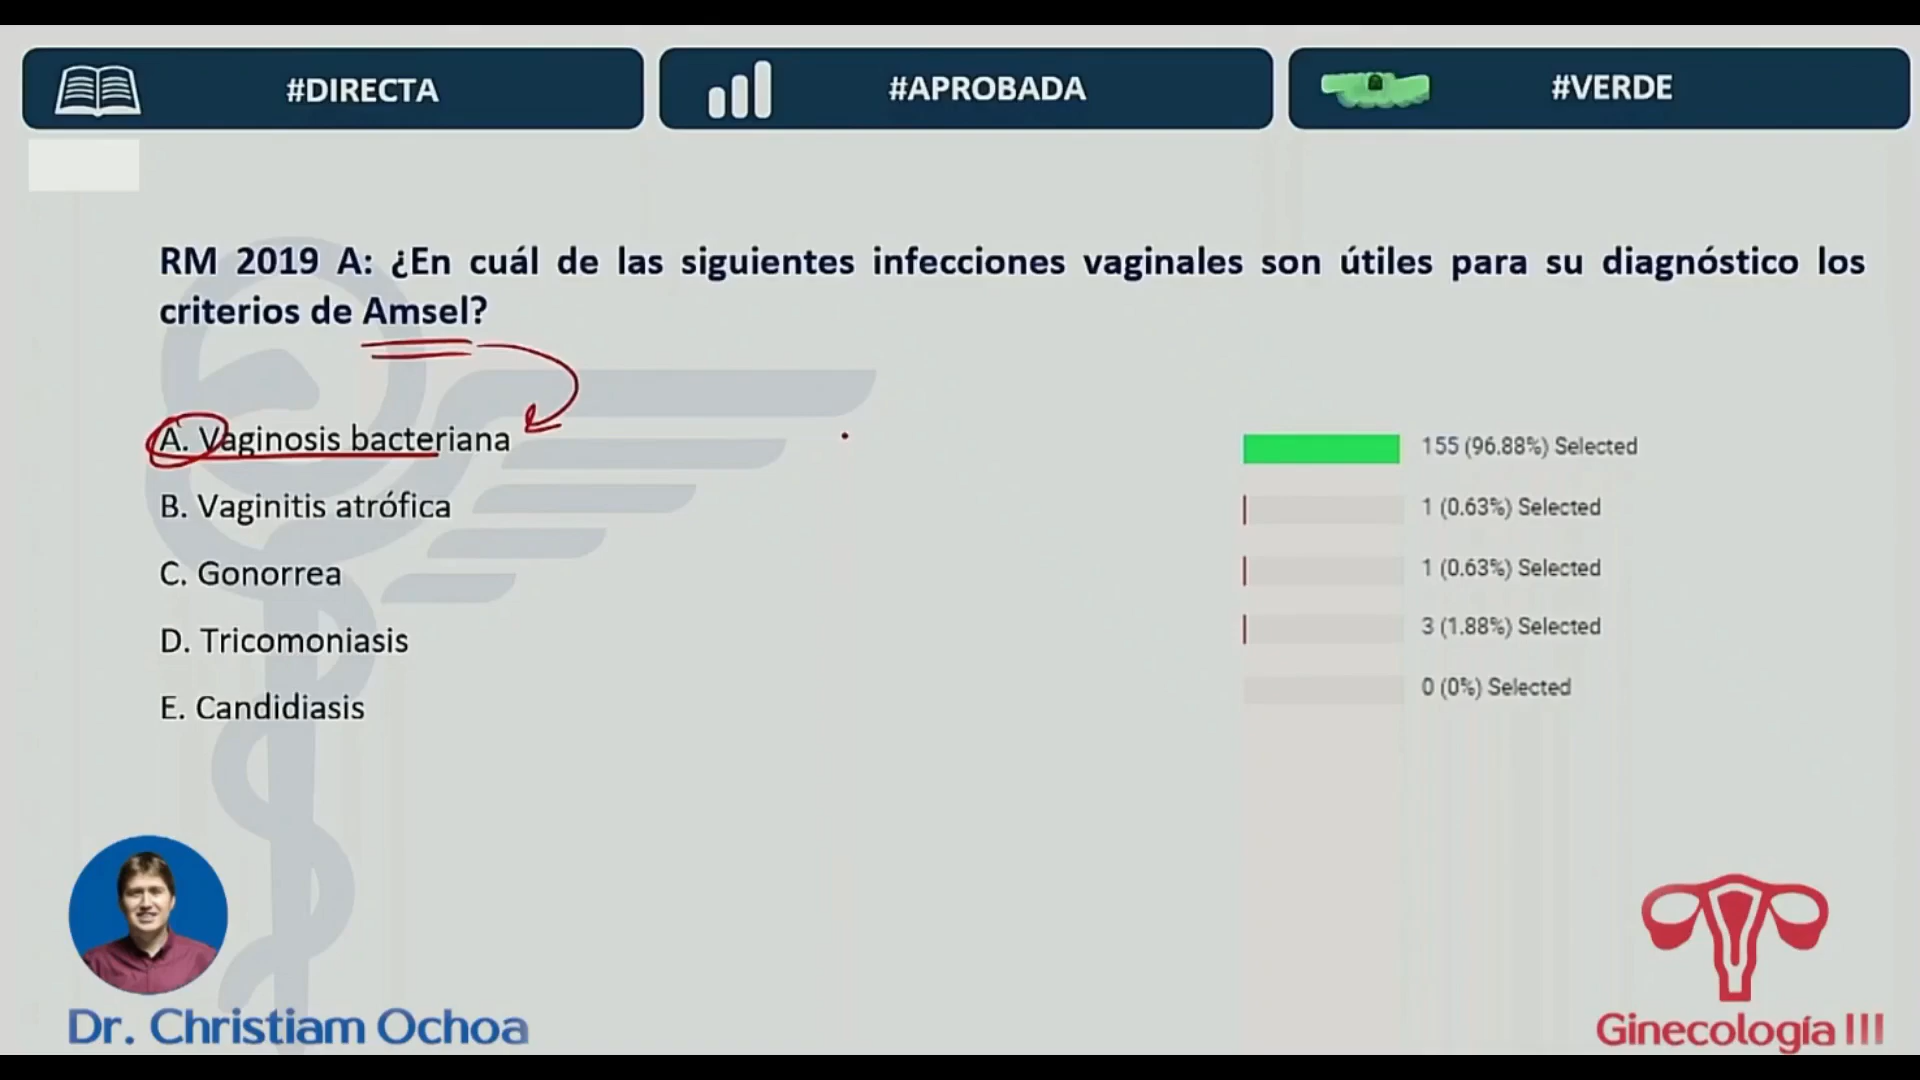 #DIRECTA
#APROBADA
#VERDE
RM 2019 A: ¿En cuál de las siguientes infecciones vaginales son útiles para su diagnóstico los
criterios de Amsel?
A. Vaginosis bacteriana
155 (96.88%) Selected
B. Vaginitis atrófica
1 (0.63%) Selected
C. Gonorrea
1 (0.63%) Selected
D. Tricomoniasis
3 (1.88%) Selected
E. Candidiasis
0 (0%) Selected
Dr. Christiam Ochoa
Ginecología III